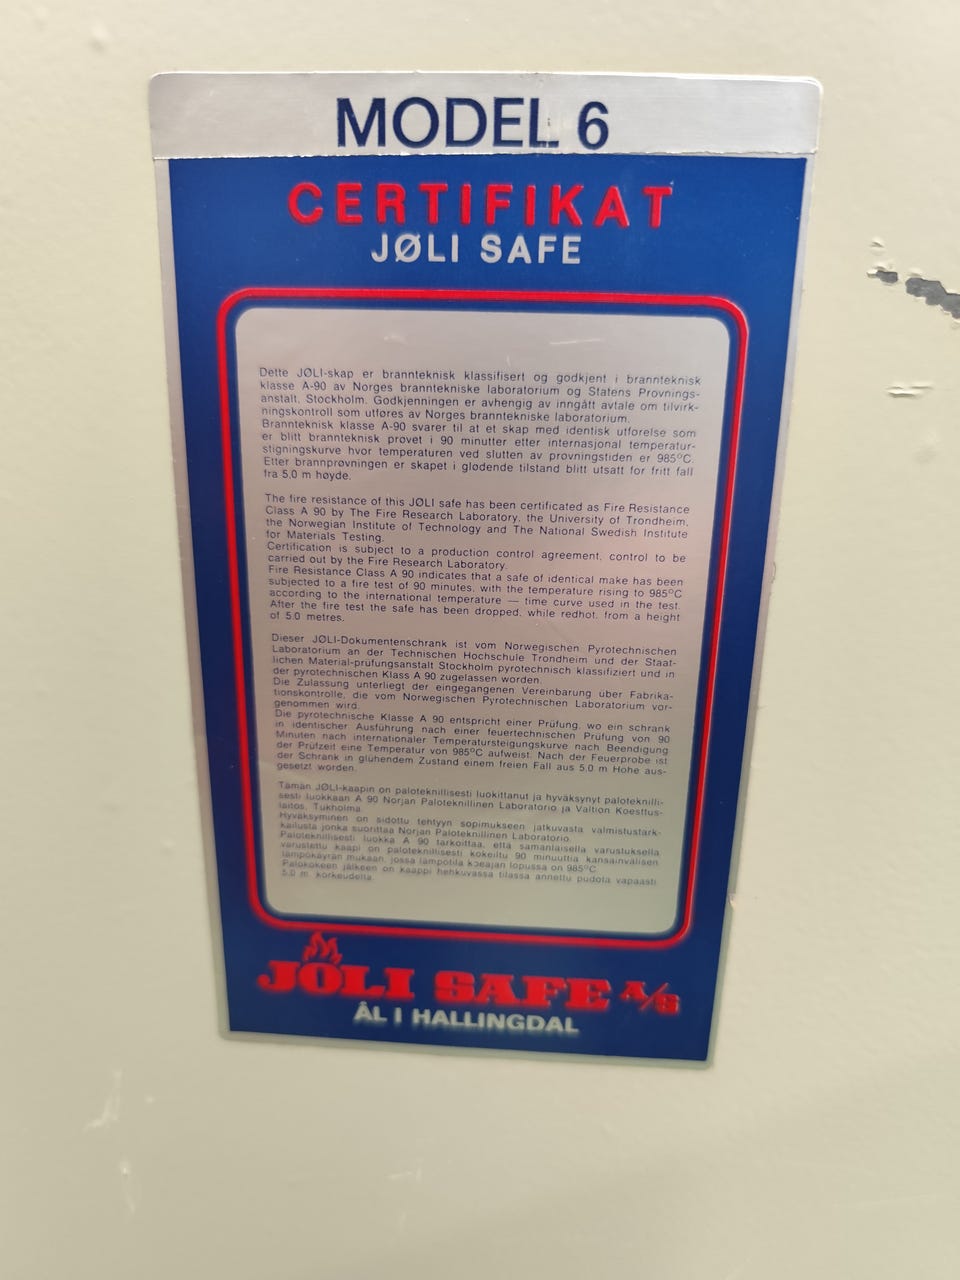 MODEL 6
CERTIFIKAT
JØLI SAFE
Dette JØLI-skap er brannteknisk klassifisert og godkjent i brannteknisk
klasse A-90 av Norges branntekniske laboratorium og Statens Provnings-
anstalt, Stockholm. Godkjenningen er avhengig av inngått avtale om tilvirk-
ningskontroll som utføres av Norges branntekniske laboratorium.
Brannteknisk klasse A-90 svarer til at et skap med identisk utførelse som
er blitt brannteknisk prøvet i 90 minutter etter internasjonal temperatur-
stigningskurve hvor temperaturen ved slutten av prøvningstiden er 985°C.
Etter brannprøvningen er skapet i glødende tilstand blitt utsatt for fritt fall
fra 5,0 m høyde.
The fire resistance of this JØLI safe has been certificated as Fire Resistance
Class A 90 by The Fire Research Laboratory, the University of Trondheim,
the Norwegian Institute of Technology and The National Swedish Institute
for Materials Testing.
Certification is subject to a production control agreement, control to be
carried out by the Fire Research Laboratory.
Fire Resistance Class A 90 indicates that a safe of identical make has been
subjected to a fire test of 90 minutes, with the temperature rising to 985°C
according to the international temperature — time curve used in the test.
After the fire test the safe has been dropped, while redhot, from a height
of 5.0 metres.
Dieser JØLI-Dokumentenschrank ist vom Norwegischen Pyrotechnischen
Laboratorium an der Technischen Hochschule Trondheim und der Staat-
lichen Material-prüfungsanstalt Stockholm pyrotechnisch klassifiziert und in
der pyrotechnischen Klass A 90 zugelassen worden.
Die Zulassung unterliegt der eingegangenen Vereinbarung über Fabrika-
tionskontrolle, die vom Norwegischen Pyrotechnischen Laboratorium vor-
genommen wird.
Die pyrotechnische Klasse A 90 entspricht einer Prüfung, wo ein schrank
in identischer Ausführung nach einer feuertechnischen Prüfung von 90
Minuten nach internationaler Temperatursteigungskurve nach Beendigung
der Prüfzeit eine Temperatur von 985°C aufweist. Nach der Feuerprobe ist
der Schrank in glühendem Zustand einem freien Fall aus 5,0 m Höhe aus-
gesetzt worden.
Tämän JØLI-kaapin on paloteknillisesti luokittanut ja hyväksynyt paloteknilli-
sesti luokkaan A 90 Norjan Paloteknillinen Laboratorio ja Valtion Koestus-
laitos, Tukholma.
Hyväksyminen on sidottu tehtyyn sopimukseen jatkuvasta valmistustark-
kailusta jonka suorittaa Norjan Paloteknillinen Laboratorio.
Paloteknillisesti luokka A 90 tarkoittaa, että samanlaisella varustuksella
varustettu kaapi on paloteknillisesti kokeiltu 90 minuuttia kansainvälisen
lämpökäyrän mukaan, jossa lämpötila koeajan lopussa on 985°C.
Palokokeen jälkeen on kaappi hehkuvassa tilassa annettu pudota vapaasti
5,0 m. korkeudelta.
JØLI SAFE A/S
ÅL I HALLINGDAL